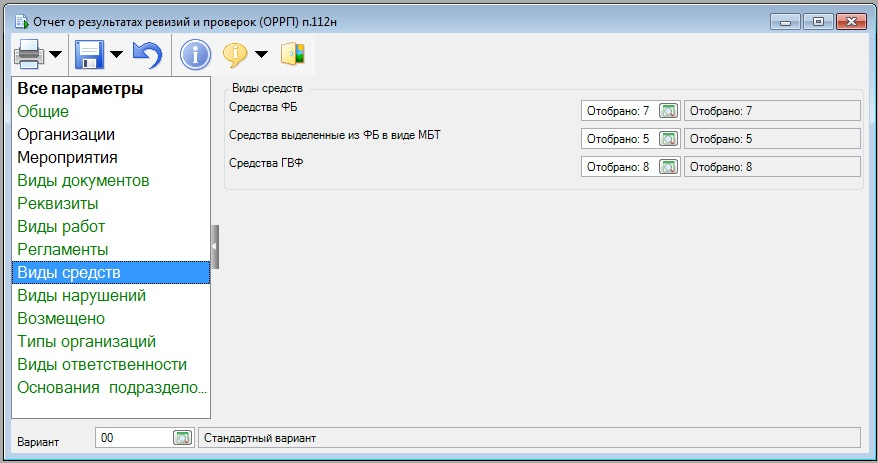 Отчет о результатах ревизий и проверок (ОРРП) п.112н
Все параметры
Общие
Организации
Мероприятия
Виды документов
Реквизиты
Виды работ
Регламенты
Виды средств
Виды нарушений
Возмещено
Типы организаций
Виды ответственности
Основания подраздело...
Виды средств
Средства ФБ Отобрано: 7 Отобрано: 7
Средства выделенные из ФБ в виде МБТ Отобрано: 5 Отобрано: 5
Средства ГВФ Отобрано: 8 Отобрано: 8
Вариант 00 Стандартный вариант